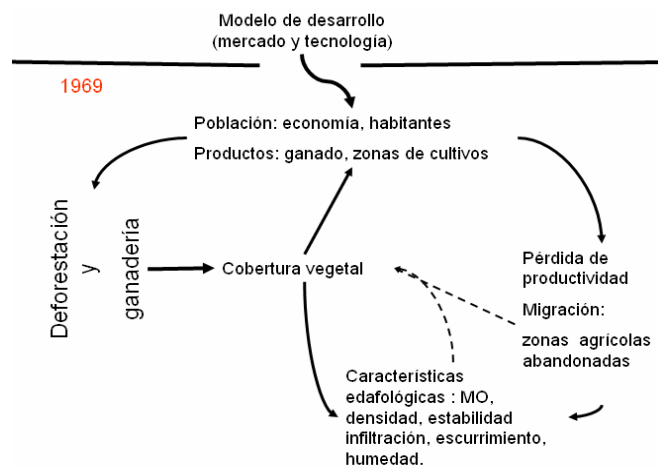 Modelo de desarrollo
(mercado y tecnología)
1969
Población: economía, habitantes
Productos: ganado, zonas de cultivos
Deforestación
y
ganadería
Cobertura vegetal
Pérdida de
productividad
Migración:
zonas agrícolas
abandonadas
Características
edafológicas : MO,
densidad, estabilidad
infiltración, escurrimiento,
humedad.